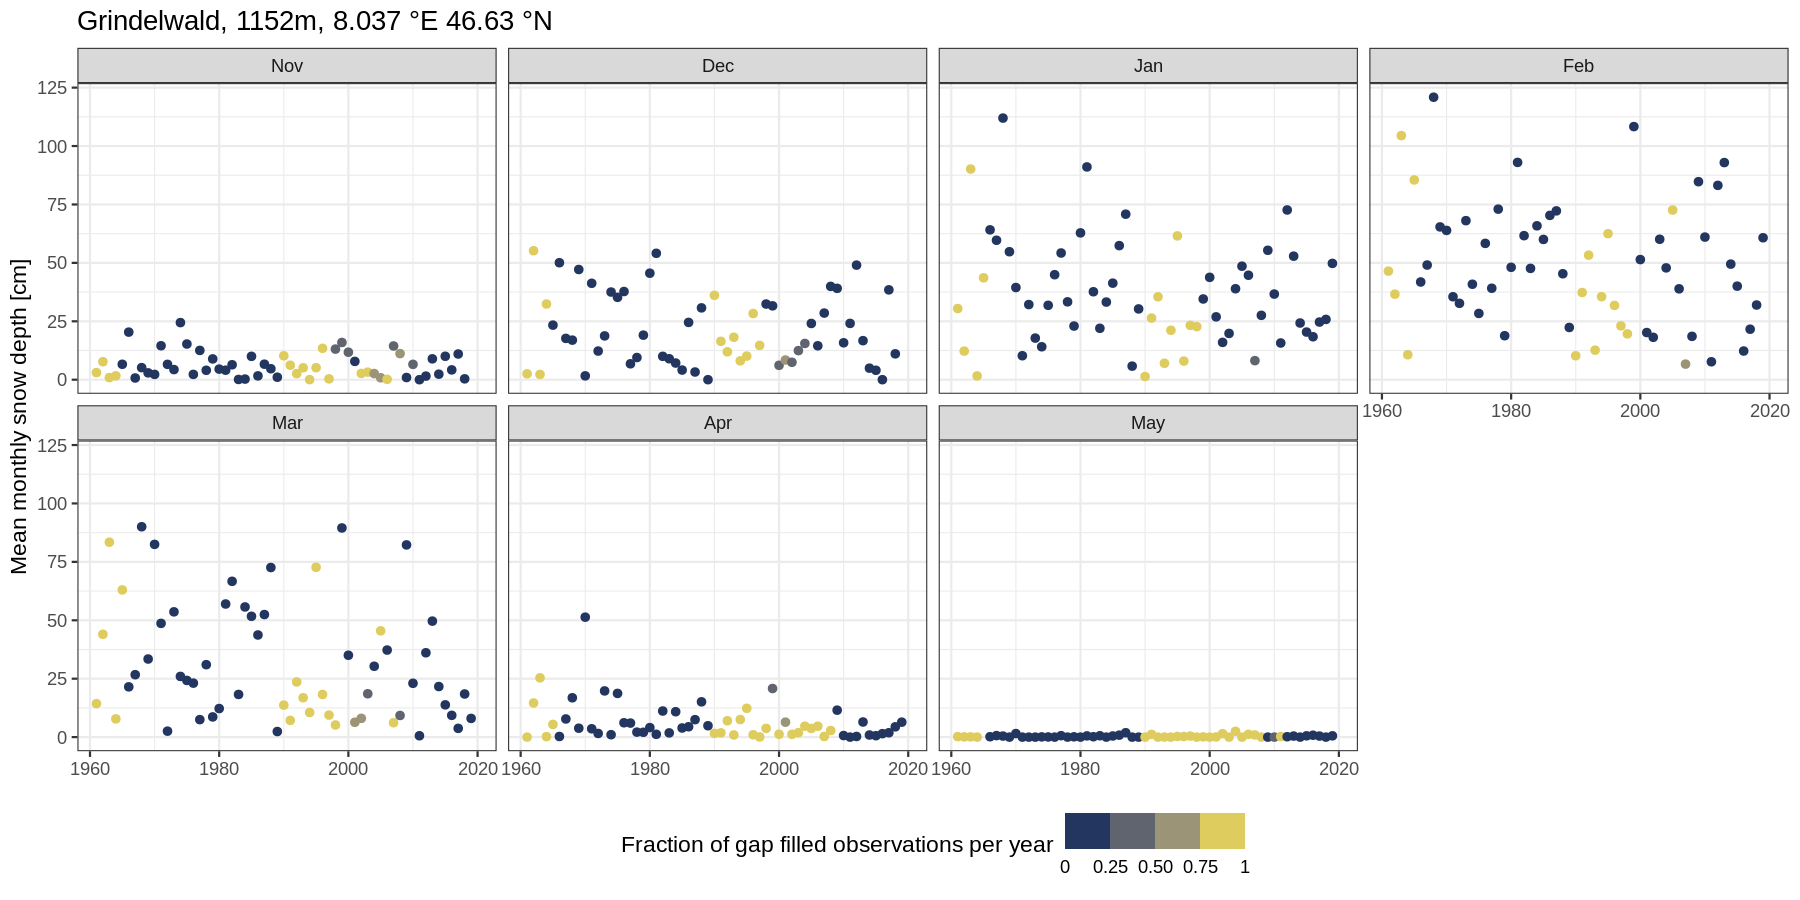 Grindelwald, 1152m, 8.037 °E 46.63 °N
Nov Dec Jan Feb
125
100
75
50
25
0
1960 1980 2000 2020
Mean monthly snow depth [cm]
Mar Apr May
125
100
75
50
25
0
1960 1980 2000 2020 1960 1980 2000 2020 1960 1980 2000 2020
Fraction of gap filled observations per year
0 0.25 0.50 0.75 1